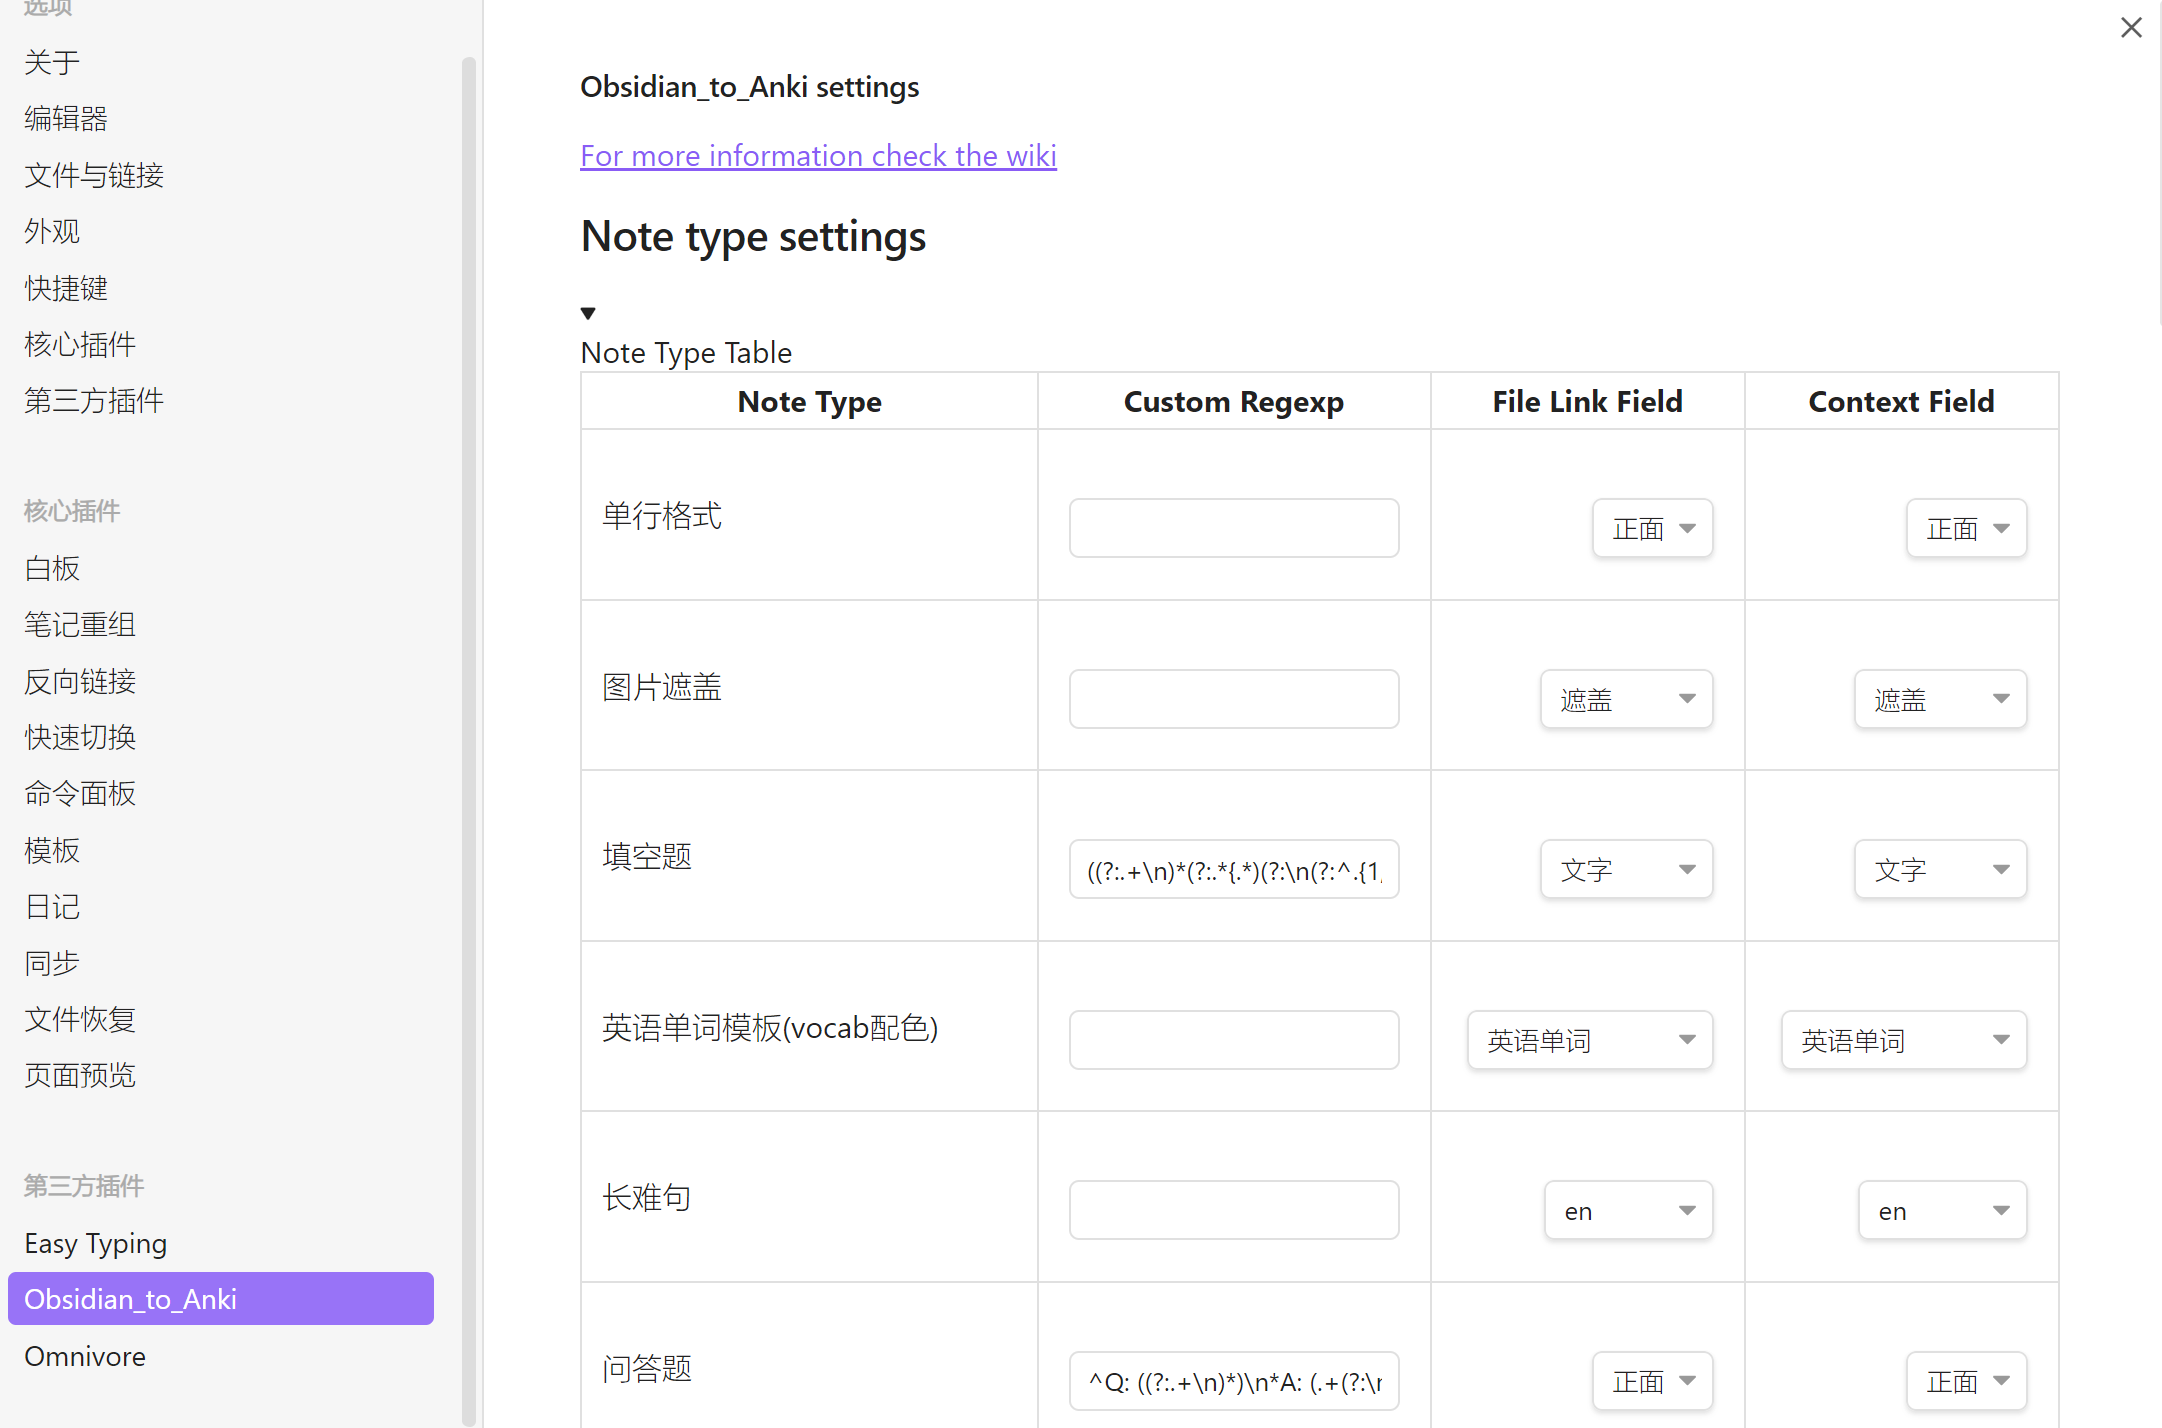 选项
关于
编辑器
文件与链接
外观
快捷键
核心插件
第三方插件
核心插件
白板
笔记重组
反向链接
快速切换
命令面板
模板
日记
同步
文件恢复
页面预览
第三方插件
Easy Typing
Obsidian_to_Anki
Omnivore
Obsidian_to_Anki settings
For more information check the wiki
Note type settings
Note Type Table
Note Type Custom Regexp File Link Field Context Field
单行格式 正面 正面
图片遮盖 遮盖 遮盖
填空题 ((?:.+\n)*(?:.*{.*)(?:\n(?:^.{1, 文字 文字
英语单词模板(vocab配色) 英语单词 英语单词
长难句 en en
问答题 ^Q: ((?:.+\n)*)\n*A: (.+(?:\n 正面 正面